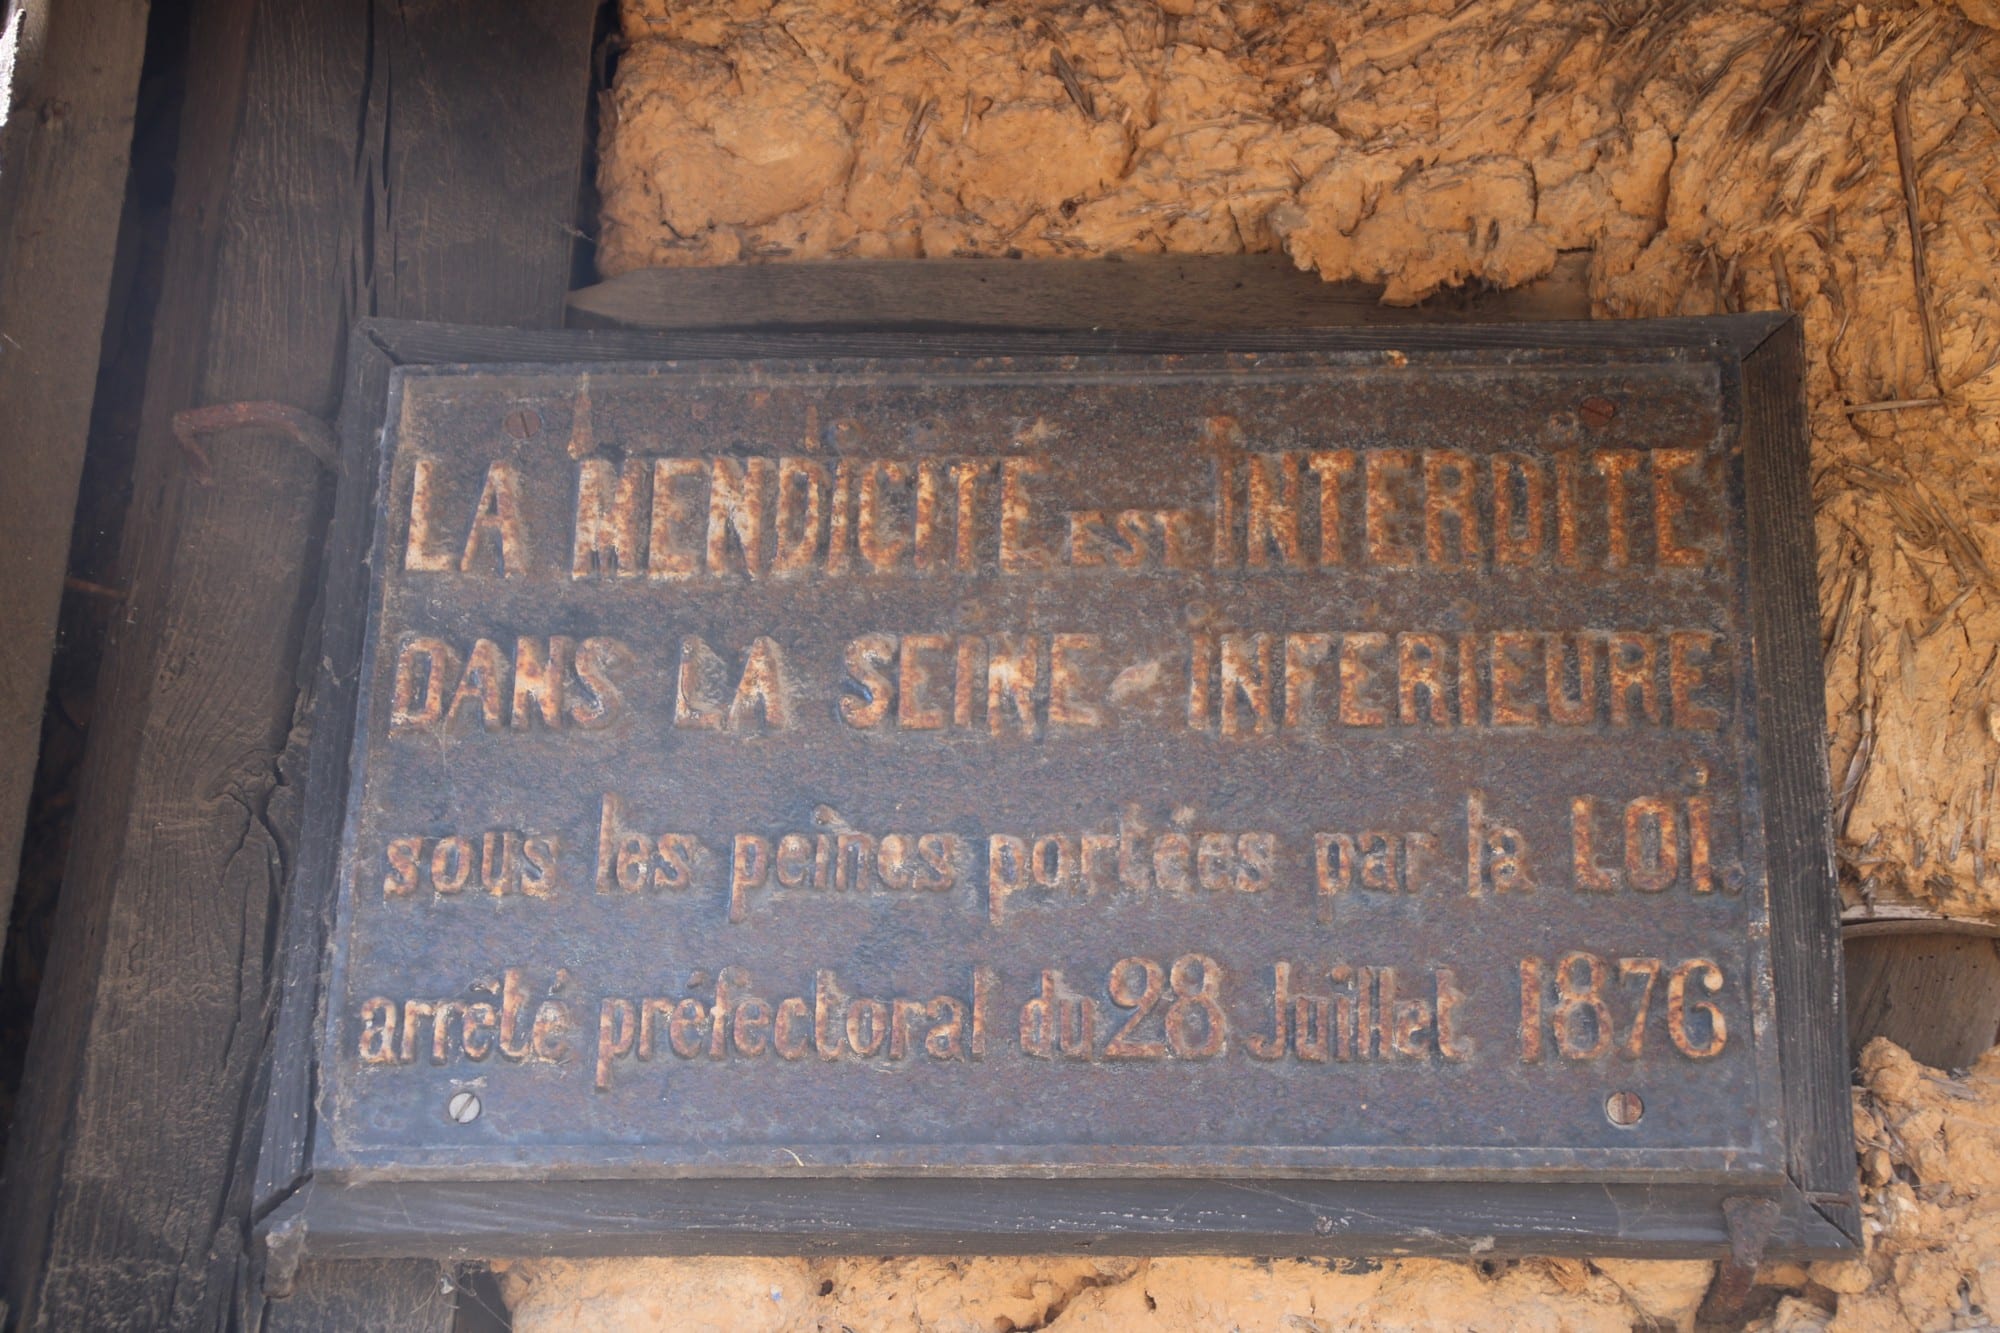 LA MENDICITÉ EST INTERDITE
DANS LA SEINE-INFÉRIEURE
sous les peines portées par la LOI.
arrêté préfectoral du 28 Juillet 1876